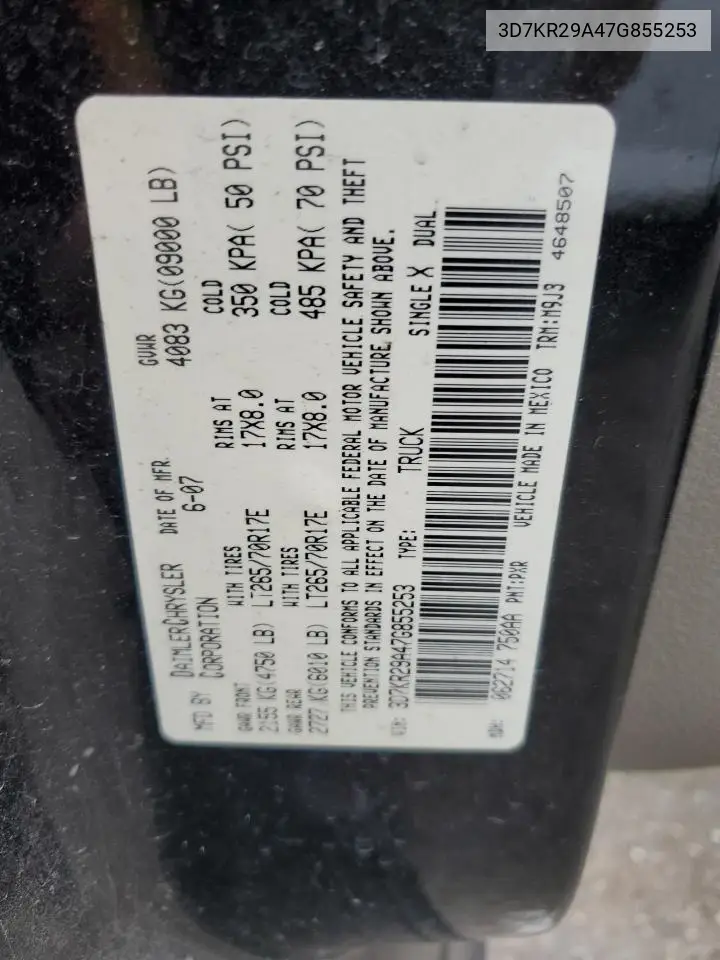 3D7KR29A47G855253
MFD BY DAIMLERCHRYSLER CORPORATION
DATE OF MFR 6-07
GVWR 4083 KG(09000 LB)
GAWR FRONT 2155 KG(4750 LB)
WITH TIRES LT265/70R17E
RIMS AT 17X8.0
COLD 350 KPA( 50 PSI)
GAWR REAR 2727 KG(6010 LB)
WITH TIRES LT265/70R17E
RIMS AT 17X8.0
COLD 485 KPA( 70 PSI)
THIS VEHICLE CONFORMS TO ALL APPLICABLE FEDERAL MOTOR VEHICLE SAFETY AND THEFT
PREVENTION STANDARDS IN EFFECT ON THE DATE OF MANUFACTURE SHOWN ABOVE.
VIN: 3D7KR29A47G855253 TYPE: TRUCK SINGLE X DUAL
MDH: 062714 750AA PNT:PXR VEHICLE MADE IN MEXICO TRM:M9J3
4648507